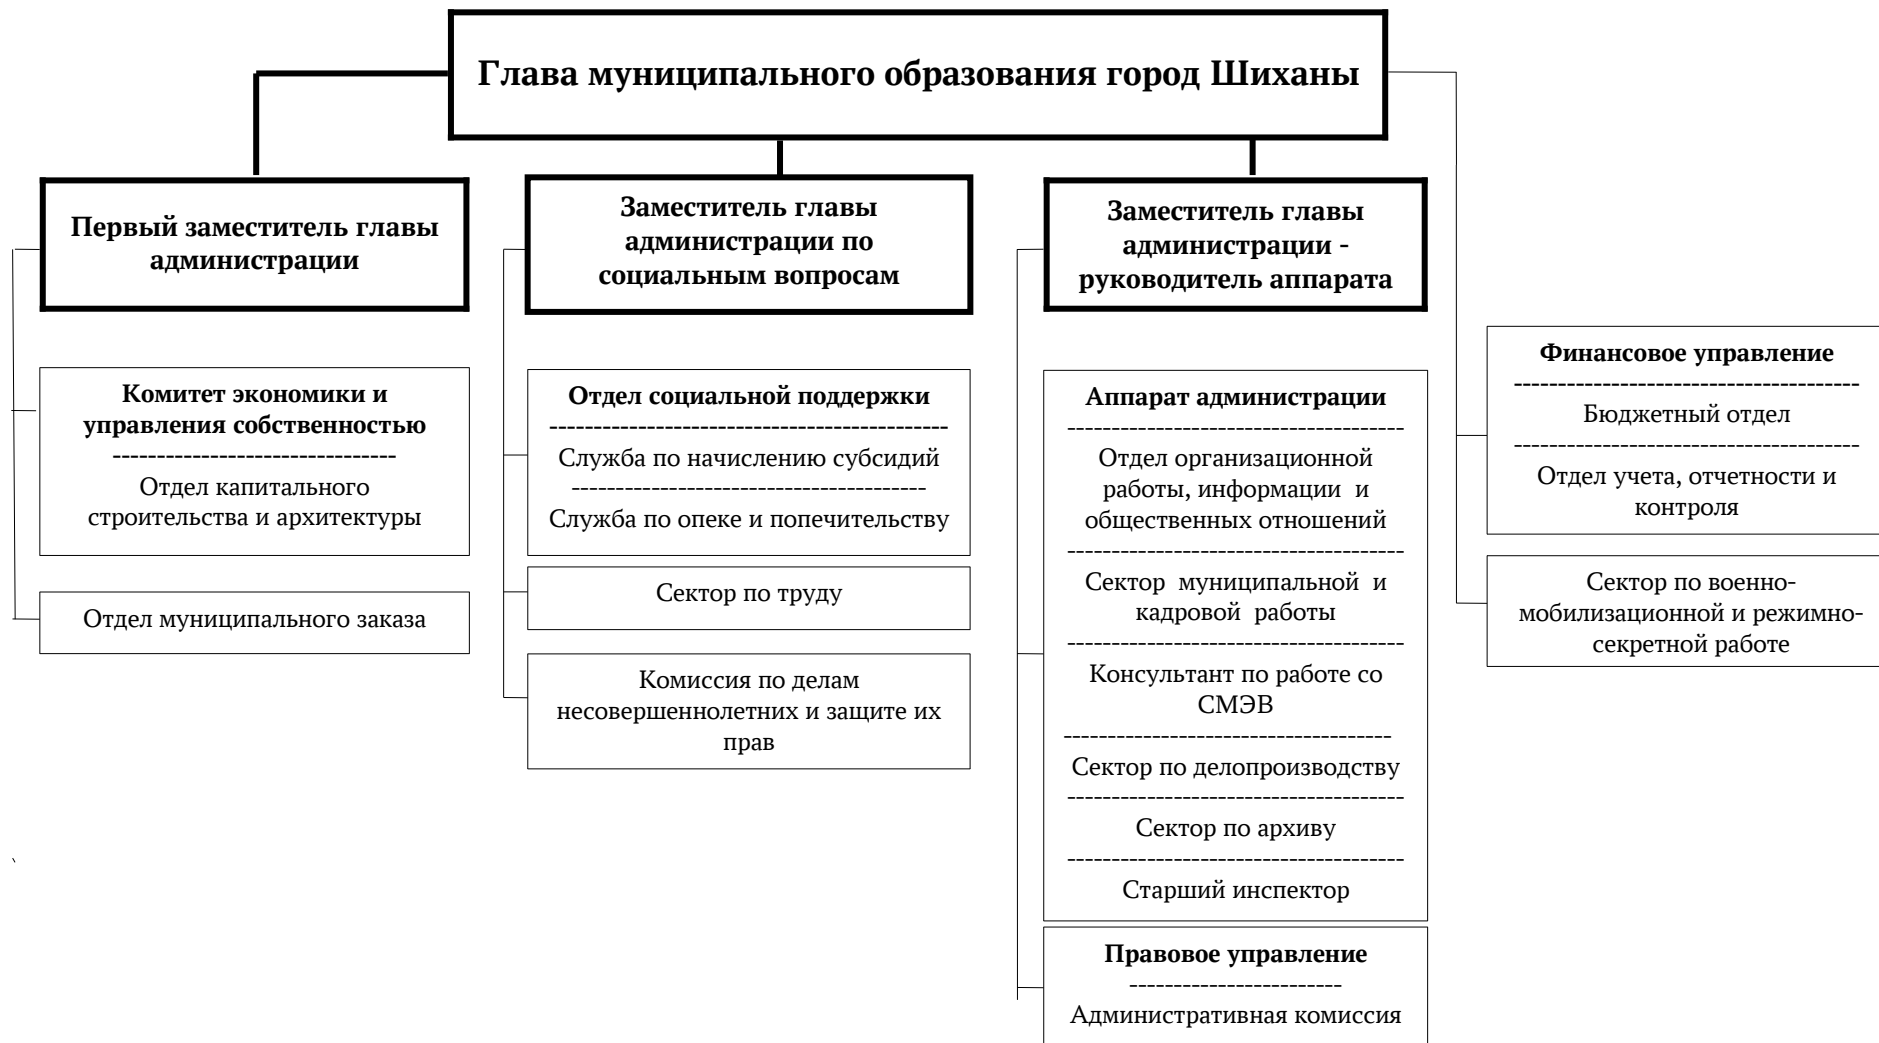 Глава муниципального образования город Шиханы
Первый заместитель главы
администрации
Заместитель главы
администрации по
социальным вопросам
Заместитель главы
администрации -
руководитель аппарата
Комитет экономики и
управления собственностью
--------------------------------
Отдел капитального
строительства и архитектуры
Отдел муниципального заказа
Отдел социальной поддержки
---------------------------------------------
Служба по начислению субсидий
----------------------------------------
Служба по опеке и попечительству
Сектор по труду
Комиссия по делам
несовершеннолетних и защите их
прав
Аппарат администрации
--------------------------------------
Отдел организационной
работы, информации и
общественных отношений
--------------------------------------
Сектор муниципальной и
кадровой работы
--------------------------------------
Консультант по работе со
СМЭВ
-------------------------------------
Сектор по делопроизводству
--------------------------------------
Сектор по архиву
--------------------------------------
Старший инспектор
Правовое управление
------------------------
Административная комиссия
Финансовое управление
---------------------------------------
Бюджетный отдел
---------------------------------------
Отдел учета, отчетности и
контроля
Сектор по военно-
мобилизационной и режимно-
секретной работе